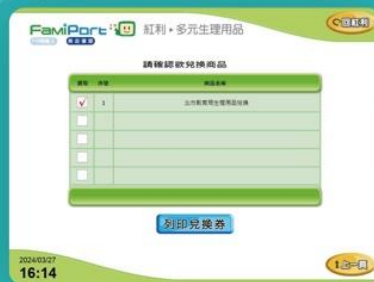 FamiPort 紅利▸多元生理用品
回紅利
請確認欲兌換商品
選取 序號 商品名稱
1
列印兌換券
2024/03/27
16:14
上一頁